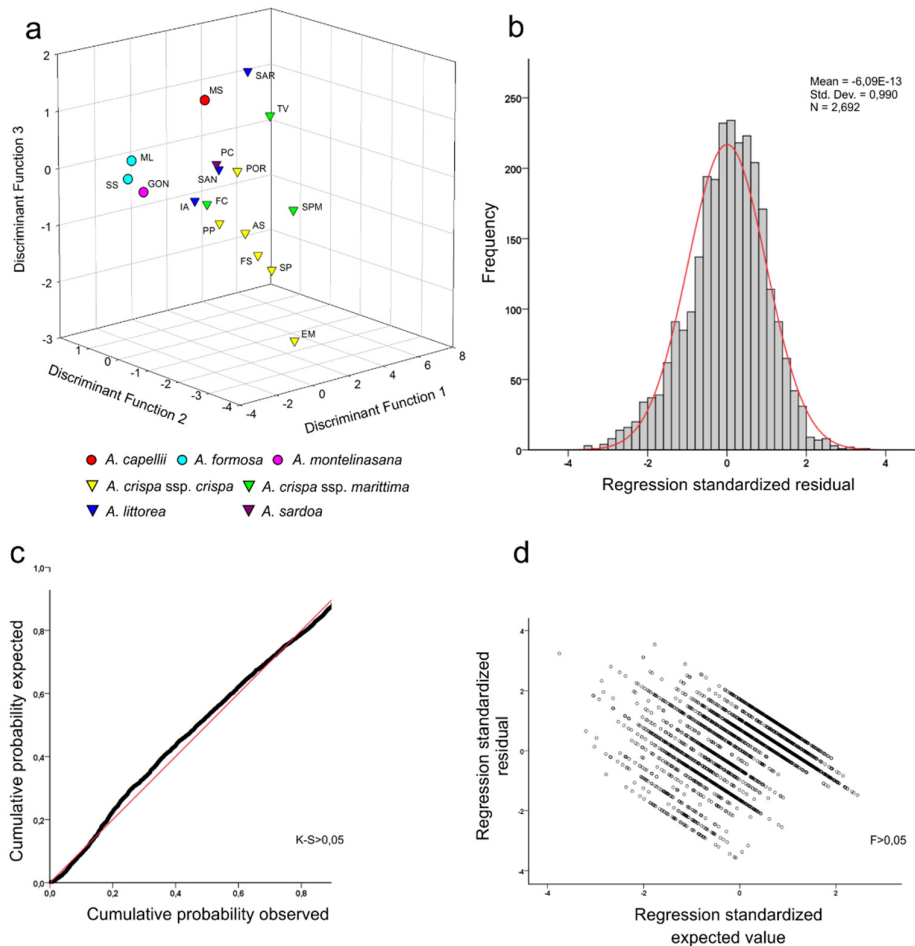 a
Discriminant Function 3
2
1
0
-1
-2
-3
SAR
MS
TV
ML
PC
POR
SS
GON
SAN
IA
FC
SPM
PP
AS
FS
SP
EM
1
0
-1
-2
-3
-4
Discriminant Function 2
-4
-2
0
2
4
6
8
Discriminant Function 1
A. capellii
A. formosa
A. montelinasana
A. crispa ssp. crispa
A. crispa ssp. marittima
A. littorea
A. sardoa
b
Mean = -6,09E-13
Std. Dev. = 0,990
N = 2,692
Frequency
250
200
150
100
50
0
-4
-2
0
2
4
Regression standardized residual
c
Cumulative probability expected
1,0
0,8
0,6
0,4
0,2
0,0
K-S>0,05
0,0
0,2
0,4
0,6
0,8
Cumulative probability observed
d
Regression standardized
residual
4
2
0
-2
-4
F>0,05
-4
-2
0
2
Regression standardized
expected value